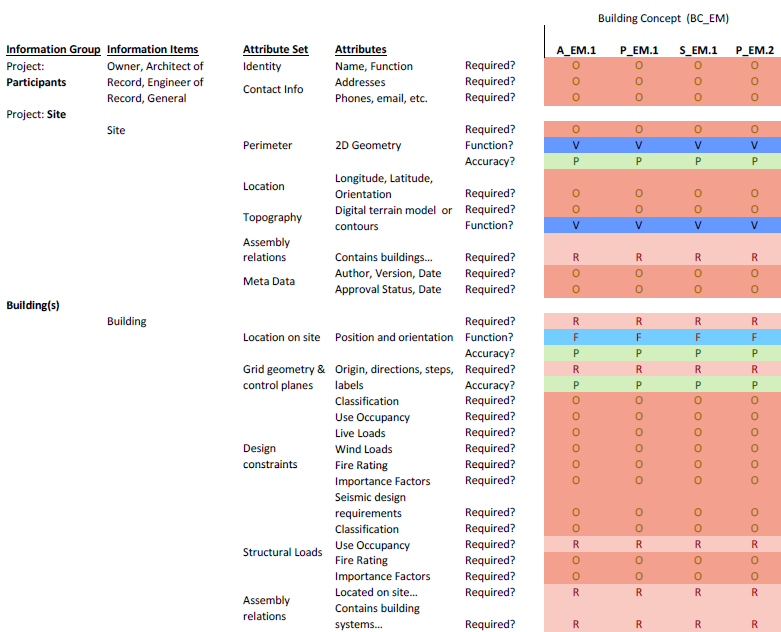 Building Concept (BC_EM)
Information Group Information Items Attribute Set Attributes A_EM.1 P_EM.1 S_EM.1 P_EM.2
Project: Owner, Architect of Identity Name, Function Required? O O O O
Participants Record, Engineer of Contact Info Addresses Required? O O O O
Record, General Phones, email, etc. Required? O O O O
Project: Site
Site Required? O O O O
Perimeter 2D Geometry Function? V V V V
Accuracy? P P P P
Longitude, Latitude,
Location Orientation Required? O O O O
Digital terrain model or Required? O O O O
Topography contours Function? V V V V
Assembly
relations Contains buildings... Required? R R R R
Meta Data Author, Version, Date Required? O O O O
Approval Status, Date Required? O O O O
Building(s)
Building Required? R R R R
Location on site Position and orientation Function? F F F F
Accuracy? P P P P
Grid geometry & Origin, directions, steps, Required? R R R R
control planes labels Accuracy? P P P P
Classification Required? O O O O
Use Occupancy Required? O O O O
Live Loads Required? O O O O
Design Wind Loads Required? O O O O
constraints Fire Rating Required? O O O O
Importance Factors Required? O O O O
Seismic design
requirements Required? O O O O
Classification Required? O O O O
Structural Loads Use Occupancy Required? R R R R
Fire Rating Required? O O O O
Importance Factors Required? O O O O
Assembly Located on site... Required? R R R R
relations Contains building
systems... Required? R R R R